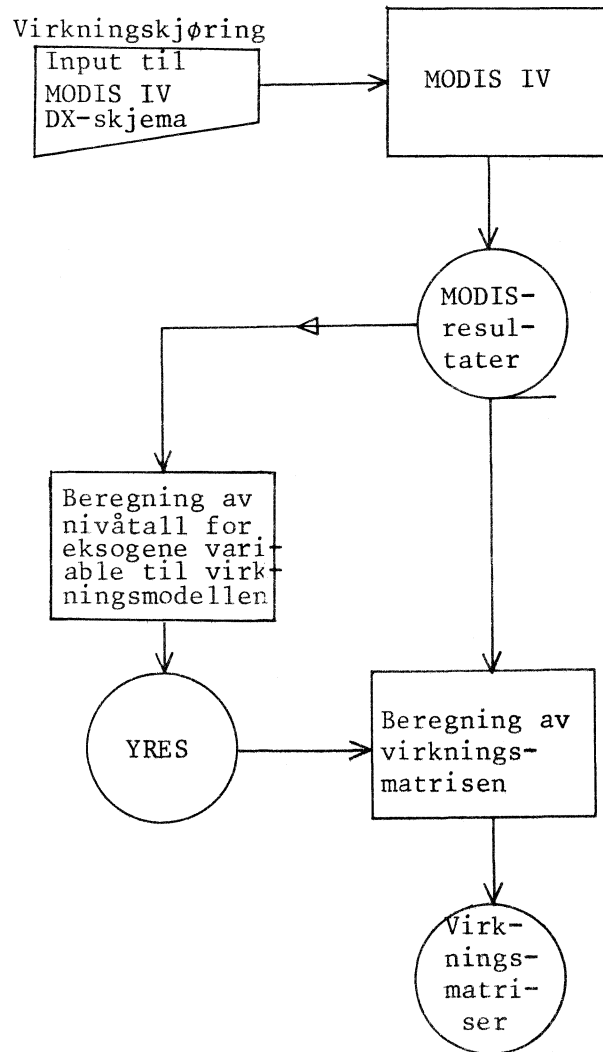 Virkningskjøring
Input til
MODIS IV
DX-skjema
MODIS IV
MODIS-
resul-
tater
Beregning av
nivåtall for
eksogene vari-
able til virk-
ningsmodellen
YRES
Beregning av
virknings-
matrisen
Virk-
nings-
matri-
ser